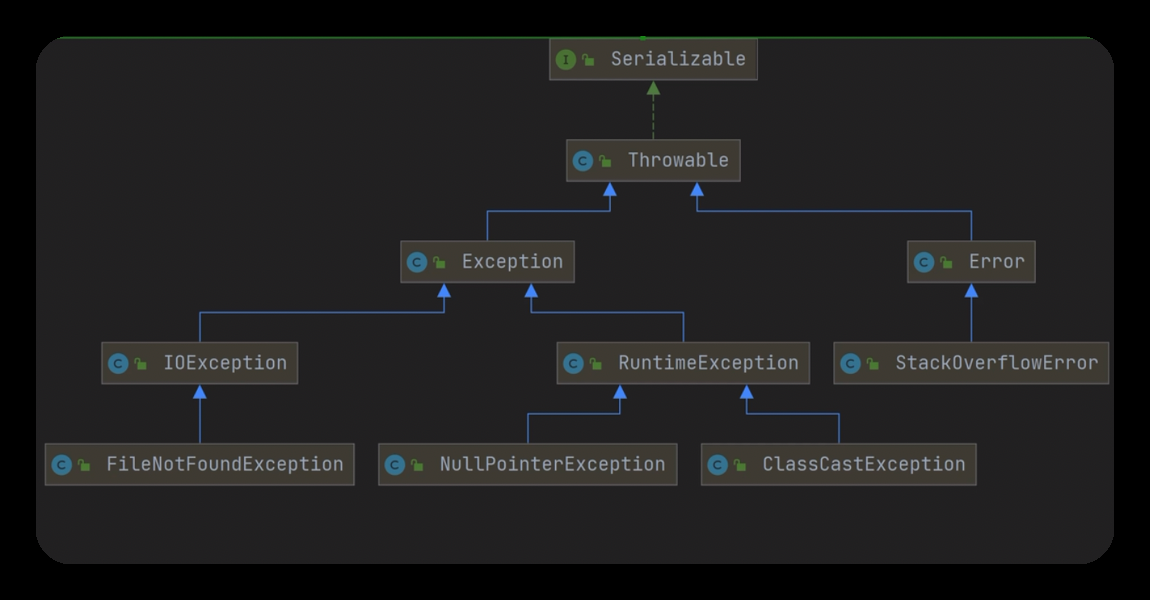 I Serializable
C Throwable
C Exception
C Error
C IOException
C RuntimeException
C StackOverflowError
C FileNotFoundException
C NullPointerException
C ClassCastException